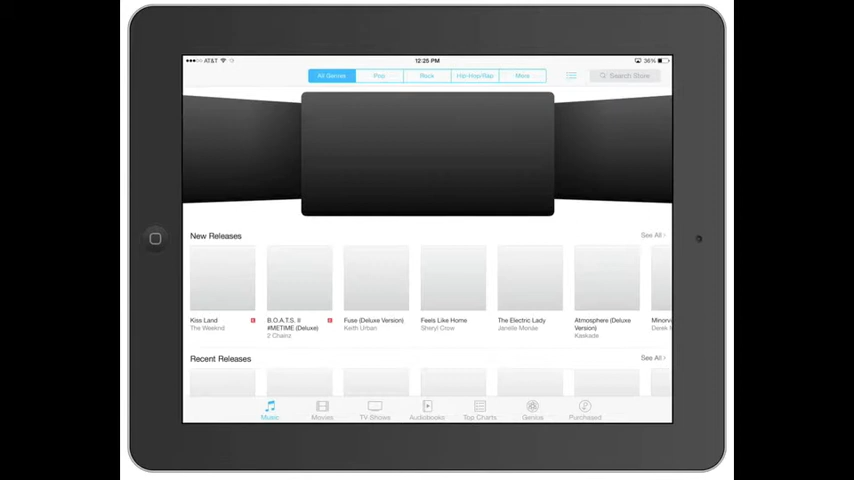 AT&T 12:25 PM 36%
All Genres Pop Rock Hip-Hop/Rap More Search Store
New Releases See All >
Kiss Land
The Weeknd
B.O.A.T.S. II
#METIME (Deluxe)
2 Chainz
Fuse (Deluxe Version)
Keith Urban
Feels Like Home
Sheryl Crow
The Electric Lady
Janelle Monáe
Atmosphere (Deluxe
Version)
Kaskade
Minorv
Derek
Recent Releases See All >
Music Movies TV Shows Audiobooks Top Charts Genius Purchased